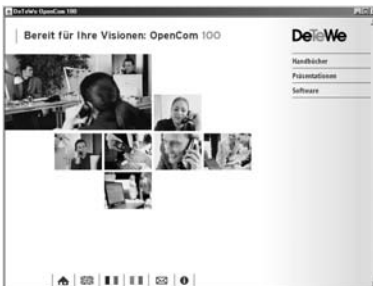 DeTeWe OpenCom 100
Bereit für Ihre Visionen: OpenCom 100
DeTeWe
Handbücher
Präsentationen
Software